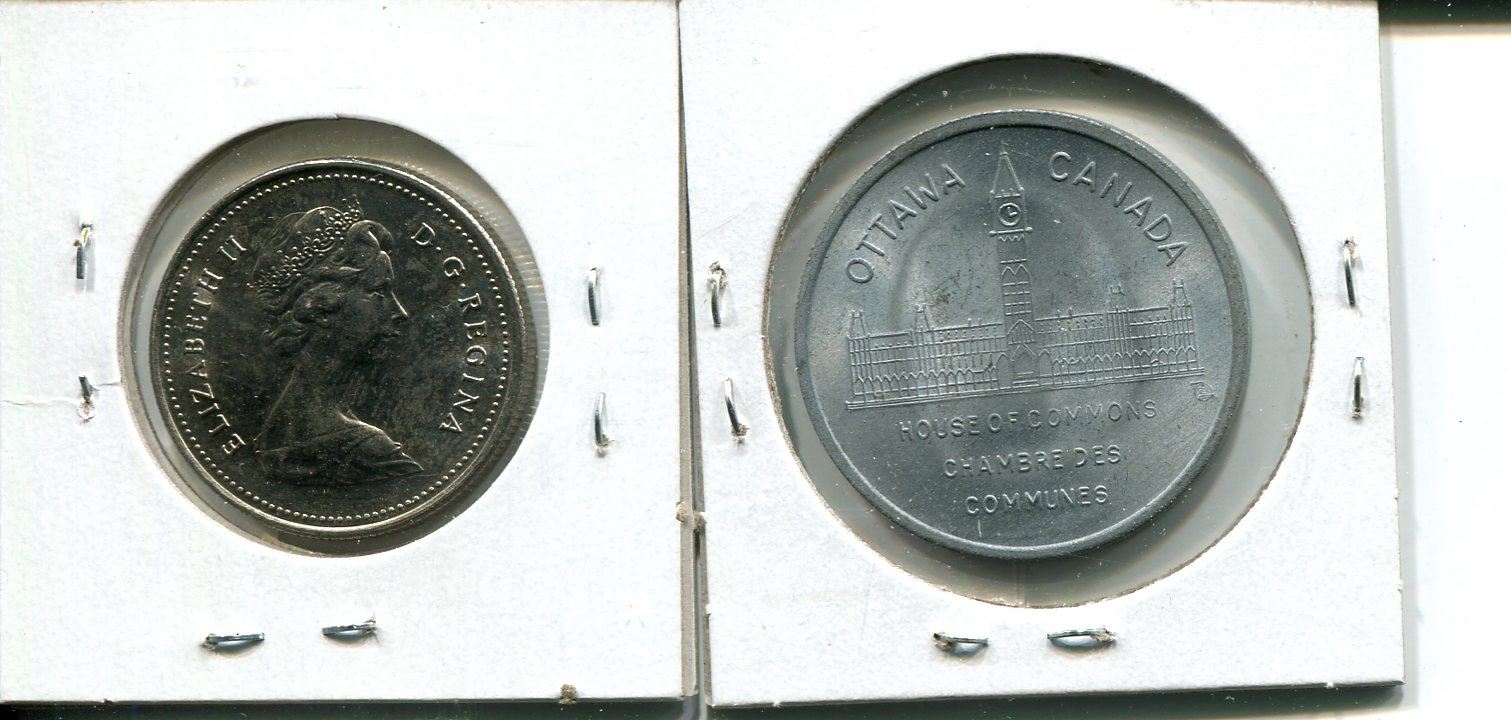 ELIZABETH II D·G·REGINA
OTTAWA CANADA
HOUSE OF COMMONS
CHAMBRE DES
COMMUNES